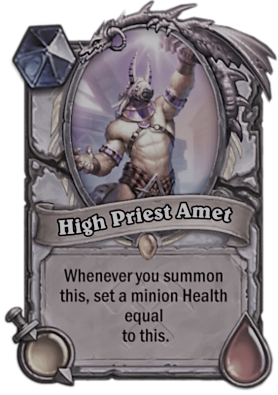 High Priest Amet
Whenever you summon
this, set a minion Health
equal
to this.